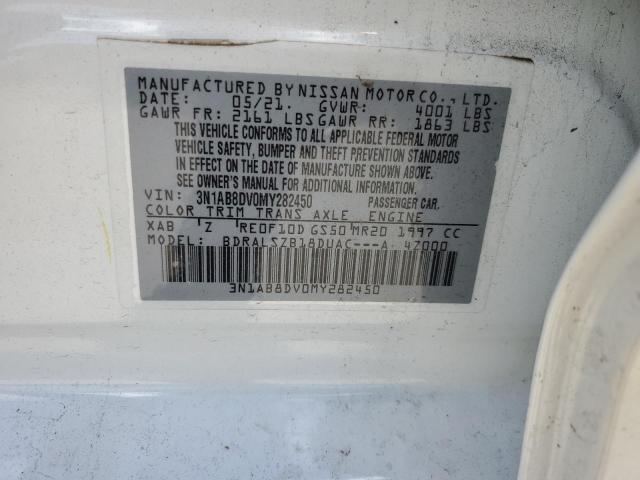 MANUFACTURED BY NISSAN MOTOR CO., LTD.
DATE: 05/21. GVWR: 4001 LBS
GAWR FR: 2161 LBS GAWR RR: 1863 LBS
THIS VEHICLE CONFORMS TO ALL APPLICABLE FEDERAL MOTOR
VEHICLE SAFETY, BUMPER AND THEFT PREVENTION STANDARDS
IN EFFECT ON THE DATE OF MANUFACTURE SHOWN ABOVE.
SEE OWNER'S MANUAL FOR ADDITIONAL INFORMATION.
VIN: 3N1AB8DV0MY282450 PASSENGER CAR.
COLOR TRIM TRANS AXLE ENGINE
XAB Z RE0F10D GS50 MR20 1997 CC
MODEL: BDRALSZB18DUAC---A 47000
3N1AB8DV0MY282450